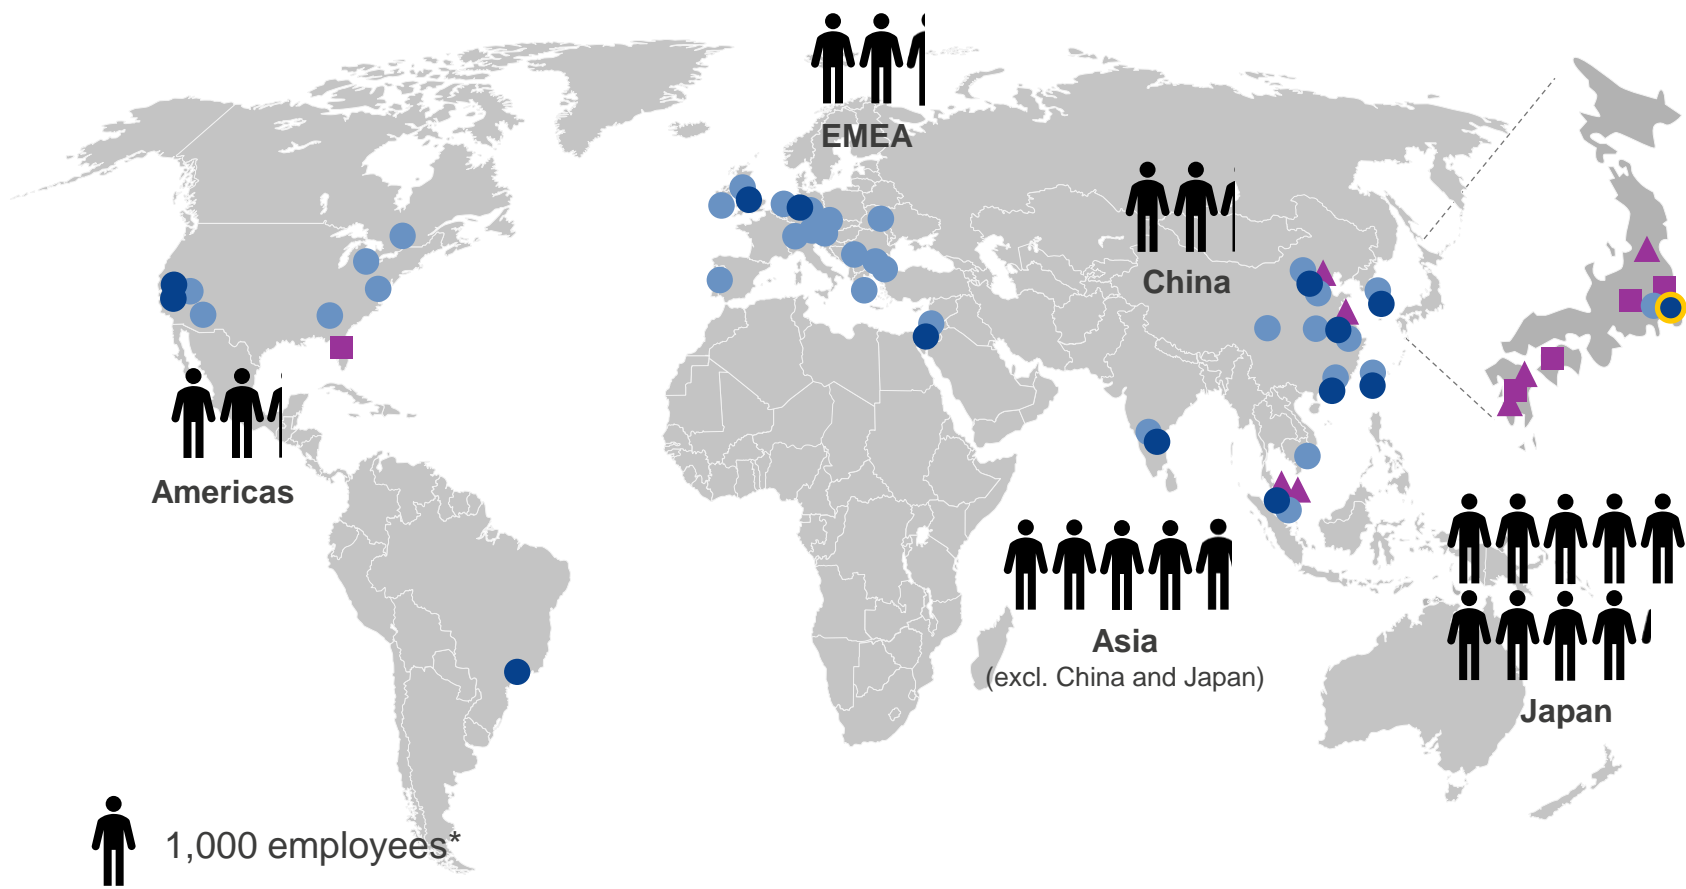 EMEA
China
Americas
Asia
(excl. China and Japan)
Japan
1,000 employees*